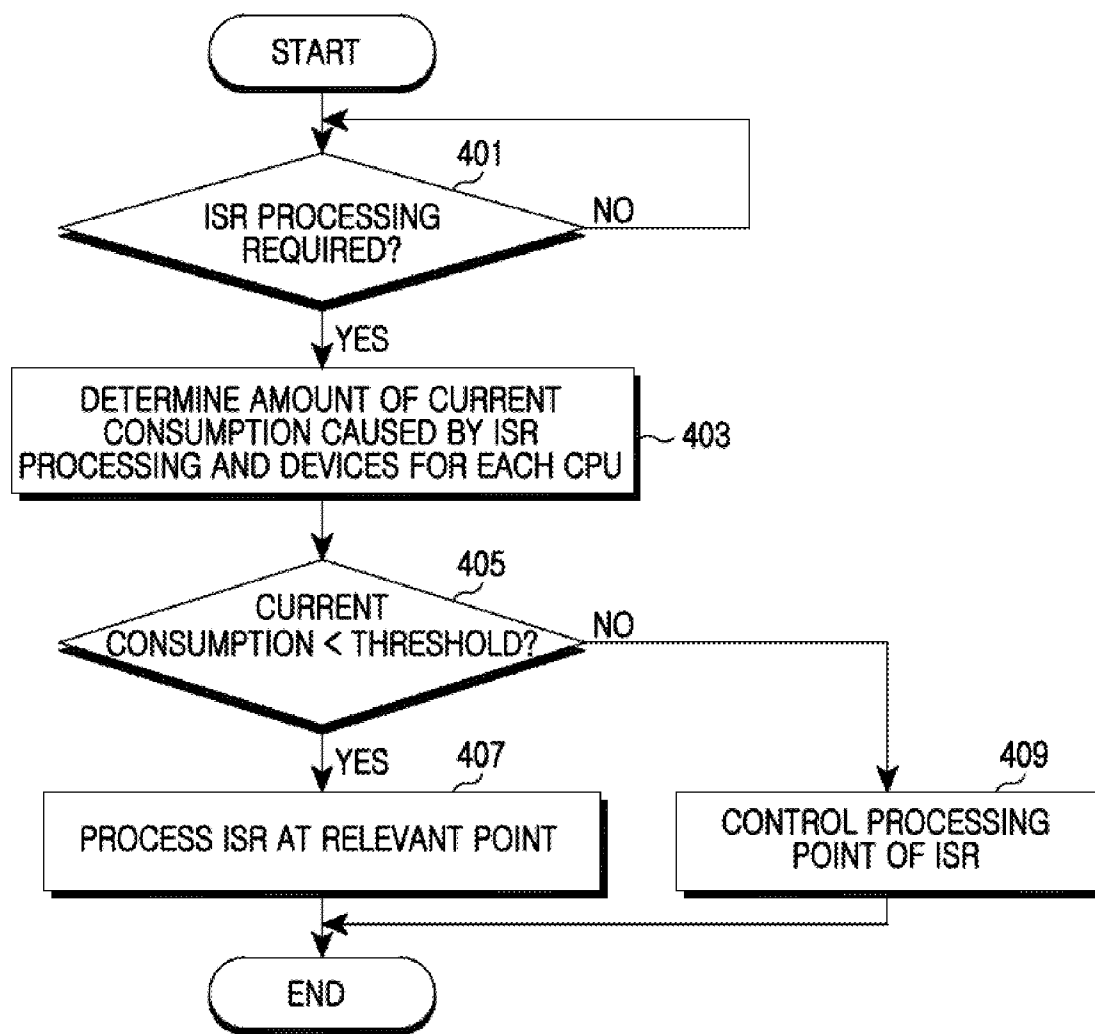 START
401
ISR PROCESSING
REQUIRED?
NO
YES
DETERMINE AMOUNT OF CURRENT
CONSUMPTION CAUSED BY ISR
PROCESSING AND DEVICES FOR EACH CPU
403
405
CURRENT
CONSUMPTION < THRESHOLD?
NO
YES
407
PROCESS ISR AT RELEVANT POINT
409
CONTROL PROCESSING
POINT OF ISR
END